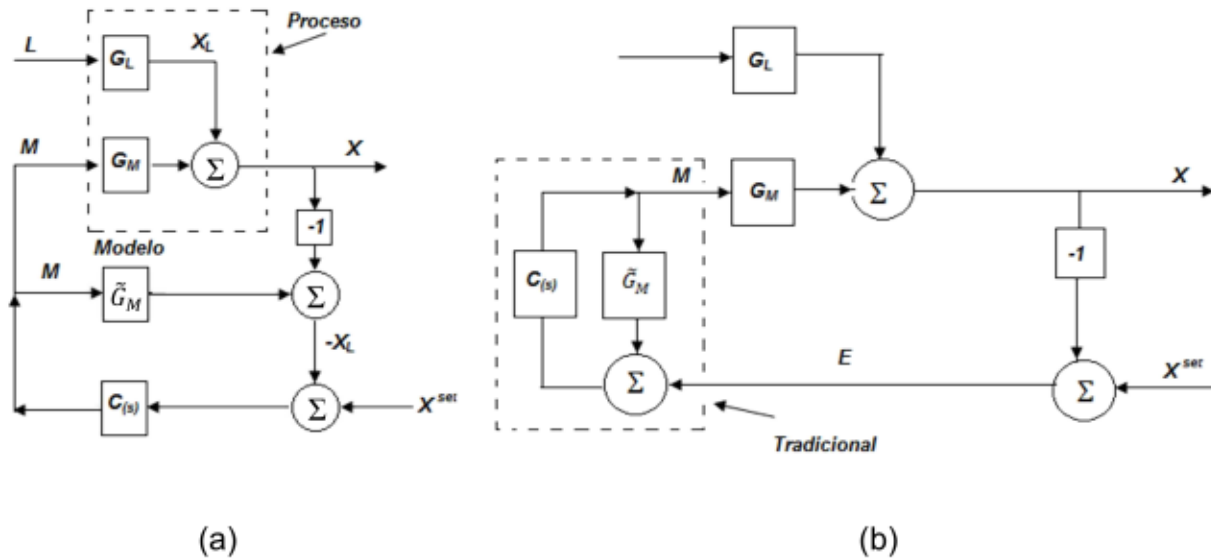 Proceso
L
G_L
X_L
M
G_M
Σ
X
-1
Modelo
M
G̃_M
Σ
-X_L
C_(s)
Σ
X^set
(a)
G_L
M
G_M
Σ
X
-1
C_(s)
G̃_M
Σ
E
Σ
X^set
Tradicional
(b)